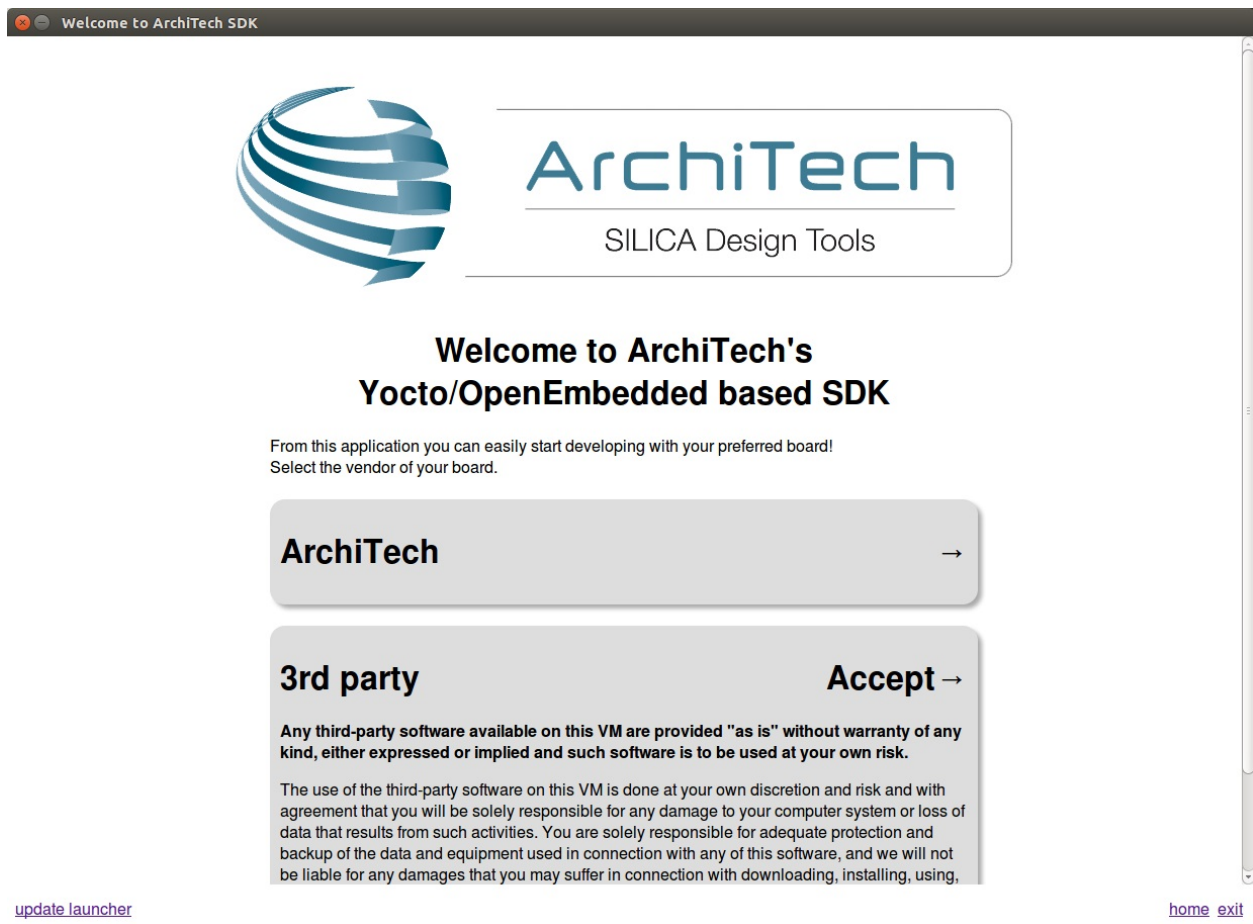 Welcome to ArchiTech SDK
ArchiTech
SILICA Design Tools
Welcome to ArchiTech's
Yocto/OpenEmbedded based SDK
From this application you can easily start developing with your preferred board!
Select the vendor of your board.
ArchiTech →
3rd party Accept→
Any third-party software available on this VM are provided "as is" without warranty of any
kind, either expressed or implied and such software is to be used at your own risk.
The use of the third-party software on this VM is done at your own discretion and risk and with
agreement that you will be solely responsible for any damage to your computer system or loss of
data that results from such activities. You are solely responsible for adequate protection and
backup of the data and equipment used in connection with any of this software, and we will not
be liable for any damages that you may suffer in connection with downloading, installing, using,
update launcher home exit